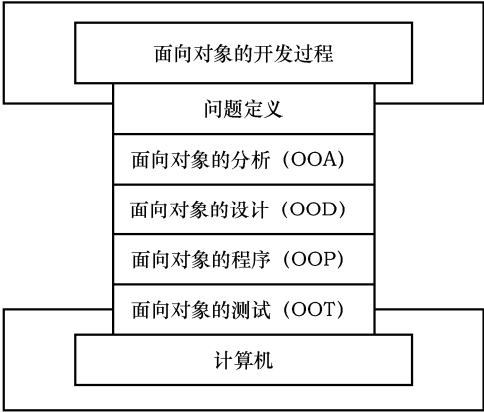 面向对象的开发过程
问题定义
面向对象的分析（OOA）
面向对象的设计（OOD）
面向对象的程序（OOP）
面向对象的测试（OOT）
计算机